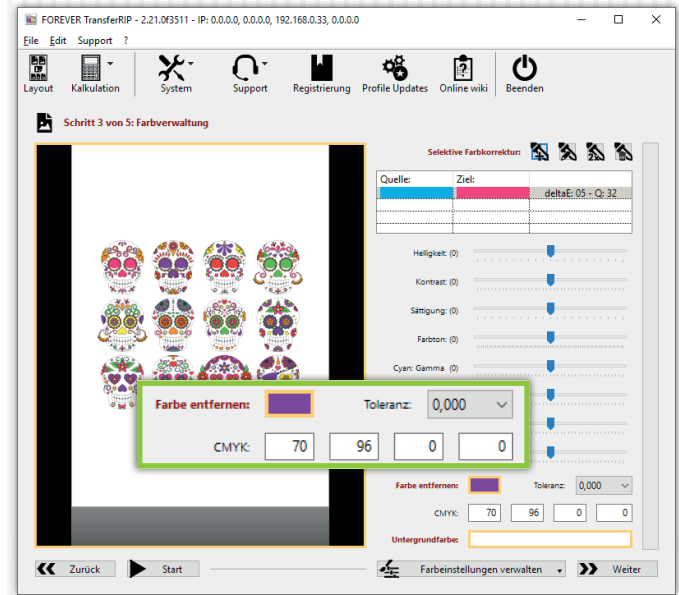 FOREVER TransferRIP - 2.21.0f3511 - IP: 0.0.0.0, 0.0.0.0, 192.168.0.33, 0.0.0.0
File Edit Support ?
Layout Kalkulation System Support Registrierung Profile Updates Online wiki Beenden
Schritt 3 von 5: Farbverwaltung
Selektive Farbkorrektur: 2x
Quelle: Ziel:
deltaE: 05 - Q: 32
Helligkeit: (0)
Kontrast: (0)
Sättigung: (0)
Farbton: (0)
Cyan: Gamma (0)
Farbe entfernen: Toleranz: 0,000
CMYK: 70 96 0 0
Farbe entfernen: Toleranz: 0,000
CMYK: 70 96 0 0
Untergrundfarbe:
Zurück Start Farbeinstellungen verwalten Weiter